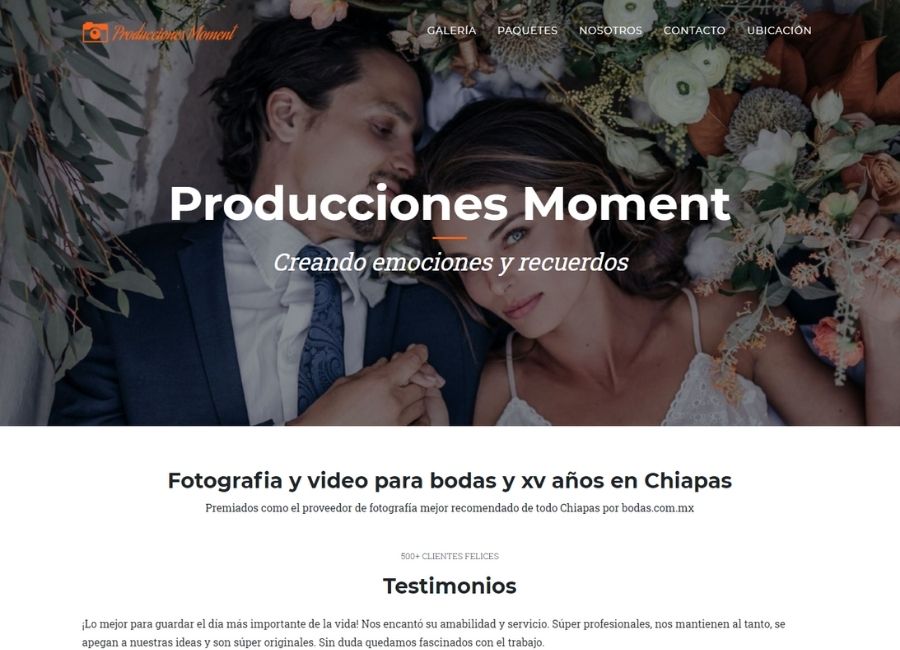 Producciones Moment
GALERÍA PAQUETES NOSOTROS CONTACTO UBICACIÓN
Producciones Moment
Creando emociones y recuerdos
Fotografia y video para bodas y xv años en Chiapas
Premiados como el proveedor de fotografía mejor recomendado de todo Chiapas por bodas.com.mx
500+ CLIENTES FELICES
Testimonios
¡Lo mejor para guardar el día más importante de la vida! Nos encantó su amabilidad y servicio. Súper profesionales, nos mantienen al tanto, se
apegan a nuestras ideas y son súper originales. Sin duda quedamos fascinados con el trabajo.